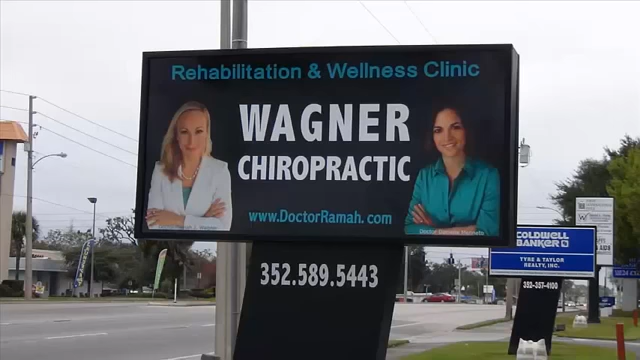 Rehabilitation & Wellness Clinic
WAGNER
CHIROPRACTIC
www.DoctorRamah.com
352.589.5443
COLDWELL
BANKER
TYRE & TAYLOR
REALTY, INC.
352-357-4100